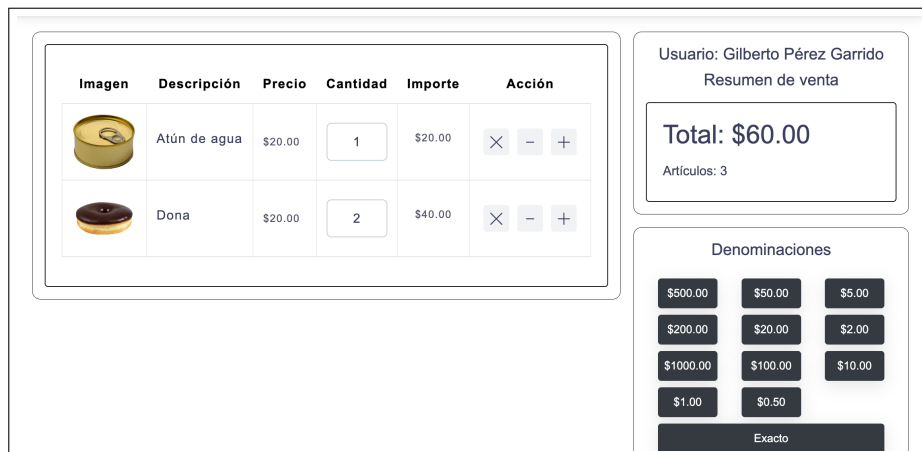 Imagen Descripción Precio Cantidad Importe Acción
Atún de agua $20.00 1 $20.00 × − +
Dona $20.00 2 $40.00 × − +
Usuario: Gilberto Pérez Garrido
Resumen de venta
Total: $60.00
Artículos: 3
Denominaciones
$500.00 $50.00 $5.00
$200.00 $20.00 $2.00
$1000.00 $100.00 $10.00
$1.00 $0.50
Exacto